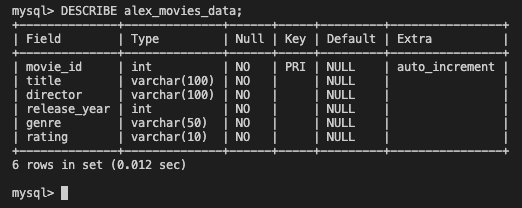 mysql> DESCRIBE alex_movies_data;
+--------------+--------------+------+-----+---------+----------------+
| Field        | Type         | Null | Key | Default | Extra          |
+--------------+--------------+------+-----+---------+----------------+
| movie_id     | int          | NO   | PRI | NULL    | auto_increment |
| title        | varchar(100) | NO   |     | NULL    |                |
| director     | varchar(100) | NO   |     | NULL    |                |
| release_year | int          | NO   |     | NULL    |                |
| genre        | varchar(50)  | NO   |     | NULL    |                |
| rating       | varchar(10)  | NO   |     | NULL    |                |
+--------------+--------------+------+-----+---------+----------------+
6 rows in set (0.012 sec)
mysql>